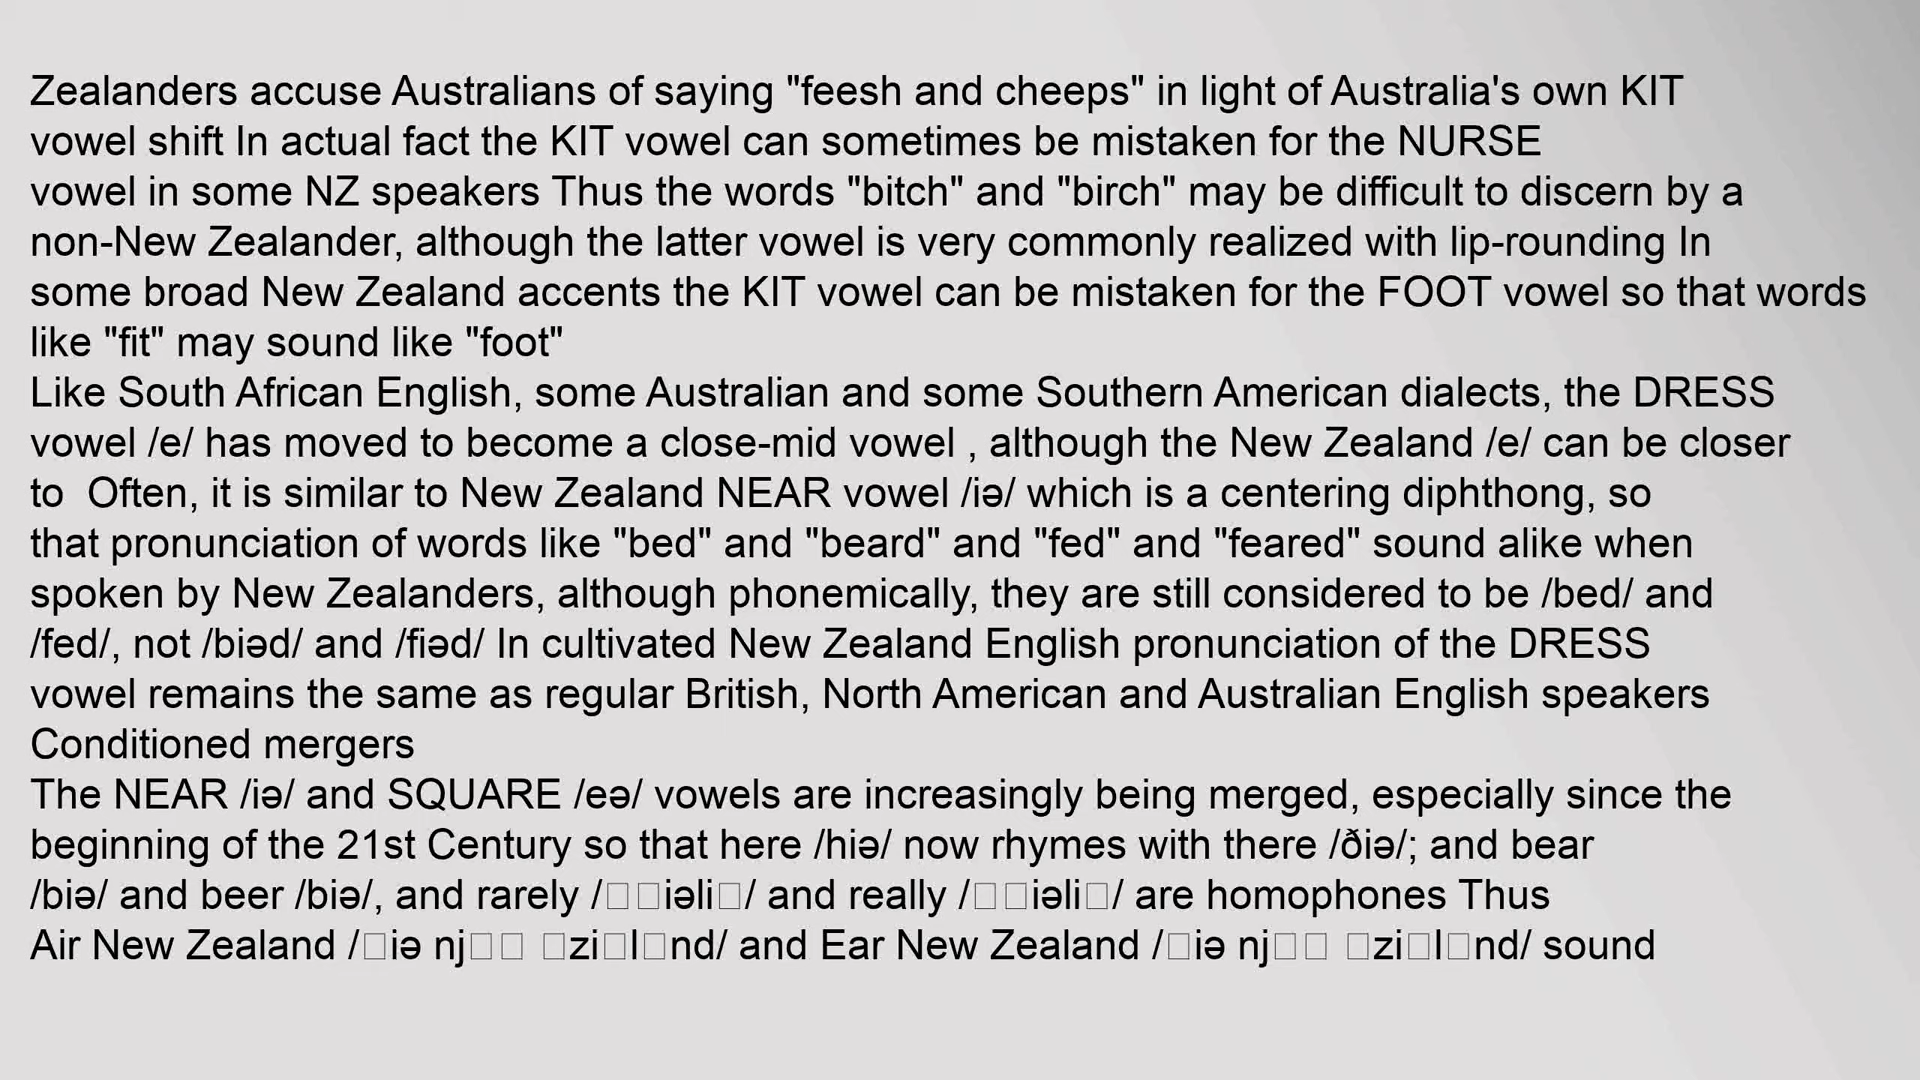 Zealanders accuse Australians of saying "feesh and cheeps" in light of Australia's own KIT
vowel shift In actual fact the KIT vowel can sometimes be mistaken for the NURSE
vowel in some NZ speakers Thus the words "bitch" and "birch" may be difficult to discern by a
non-New Zealander, although the latter vowel is very commonly realized with lip-rounding In
some broad New Zealand accents the KIT vowel can be mistaken for the FOOT vowel so that words
like "fit" may sound like "foot"
Like South African English, some Australian and some Southern American dialects, the DRESS
vowel /e/ has moved to become a close-mid vowel , although the New Zealand /e/ can be closer
to  Often, it is similar to New Zealand NEAR vowel /iə/ which is a centering diphthong, so
that pronunciation of words like "bed" and "beard" and "fed" and "feared" sound alike when
spoken by New Zealanders, although phonemically, they are still considered to be /bed/ and
/fed/, not /biəd/ and /fiəd/ In cultivated New Zealand English pronunciation of the DRESS
vowel remains the same as regular British, North American and Australian English speakers
Conditioned mergers
The NEAR /iə/ and SQUARE /eə/ vowels are increasingly being merged, especially since the
beginning of the 21st Century so that here /hiə/ now rhymes with there /ðiə/; and bear
/biə/ and beer /biə/, and rarely /□□iəli□/ and really /□□iəli□/ are homophones Thus
Air New Zealand /□iə nj□□ □zi□l□nd/ and Ear New Zealand /□iə nj□□ □zi□l□nd/ sound